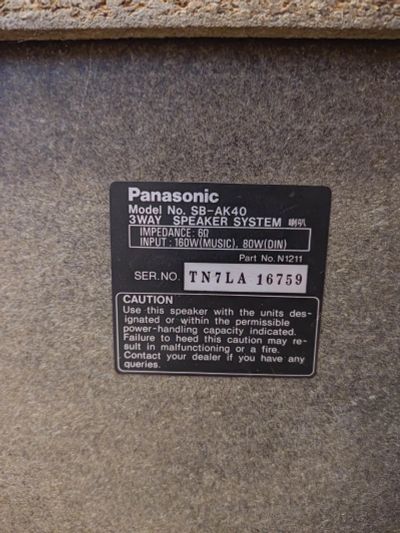 Panasonic
Model No. SB-AK40
3WAY SPEAKER SYSTEM 喇叭
IMPEDANCE: 6Ω
INPUT : 160W(MUSIC), 80W(DIN)
Part No. N1211
SER.NO. TN7LA 16759
CAUTION
Use this speaker with the units des-
ignated or within the permissible
power-handling capacity indicated.
Failure to heed this caution may re-
sult in malfunctioning or a fire.
Contact your dealer if you have any
questions.